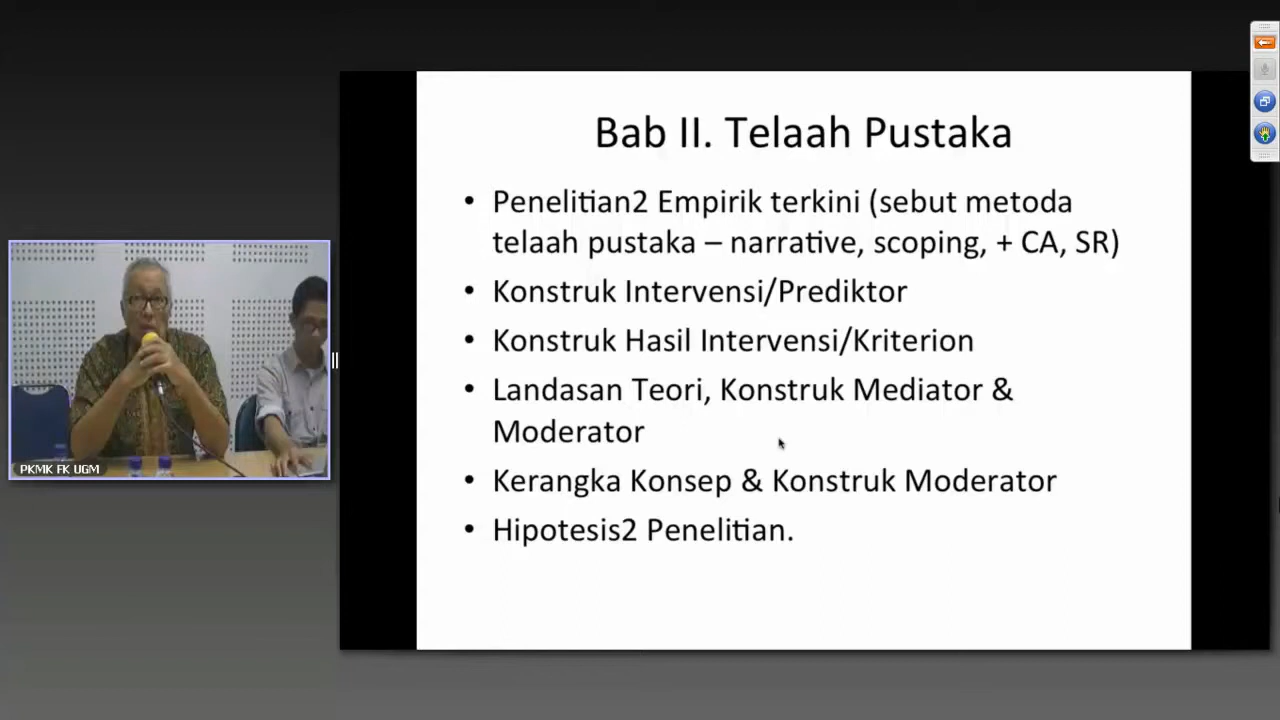 Bab II. Telaah Pustaka
• Penelitian2 Empirik terkini (sebut metoda
telaah pustaka – narrative, scoping, + CA, SR)
• Konstruk Intervensi/Prediktor
• Konstruk Hasil Intervensi/Kriterion
• Landasan Teori, Konstruk Mediator &
Moderator
• Kerangka Konsep & Konstruk Moderator
• Hipotesis2 Penelitian.
PKMK FK UGM